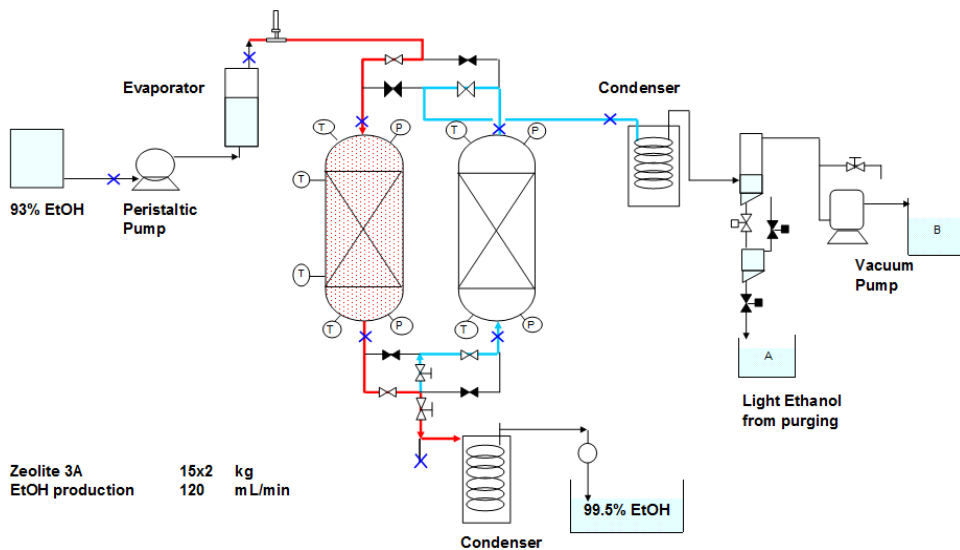 Evaporator
Condenser
T
P
T
P
T
93% EtOH
Peristaltic
Pump
B
Vacuum
Pump
T
T
P
T
P
A
Light Ethanol
from purging
Zeolite 3A 15x2 kg
EtOH production 120 mL/min
99.5% EtOH
Condenser